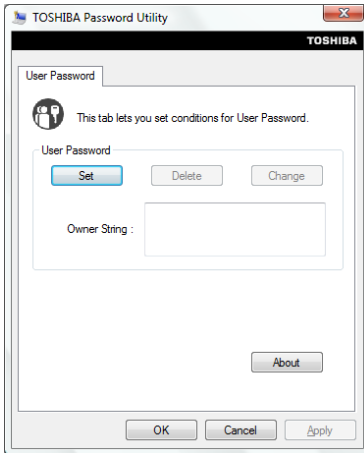 TOSHIBA Password Utility
TOSHIBA
User Password
This tab lets you set conditions for User Password.
User Password
Set Delete Change
Owner String :
About
OK Cancel Apply